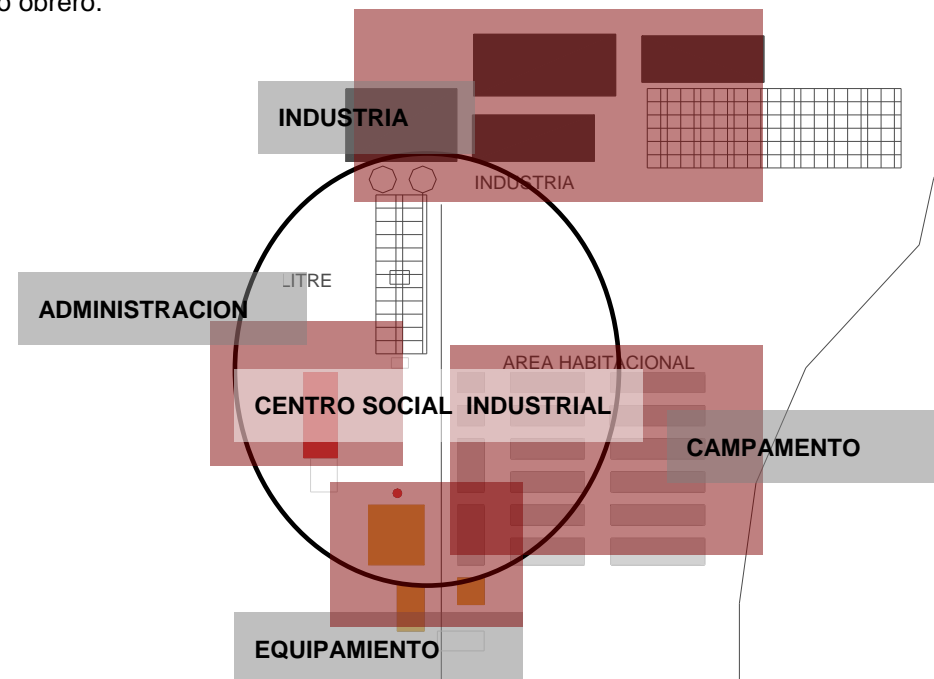 o obrero.
INDUSTRIA
INDUSTRIA
LITRE
ADMINISTRACION
AREA HABITACIONAL
CENTRO SOCIAL INDUSTRIAL
CAMPAMENTO
EQUIPAMIENTO